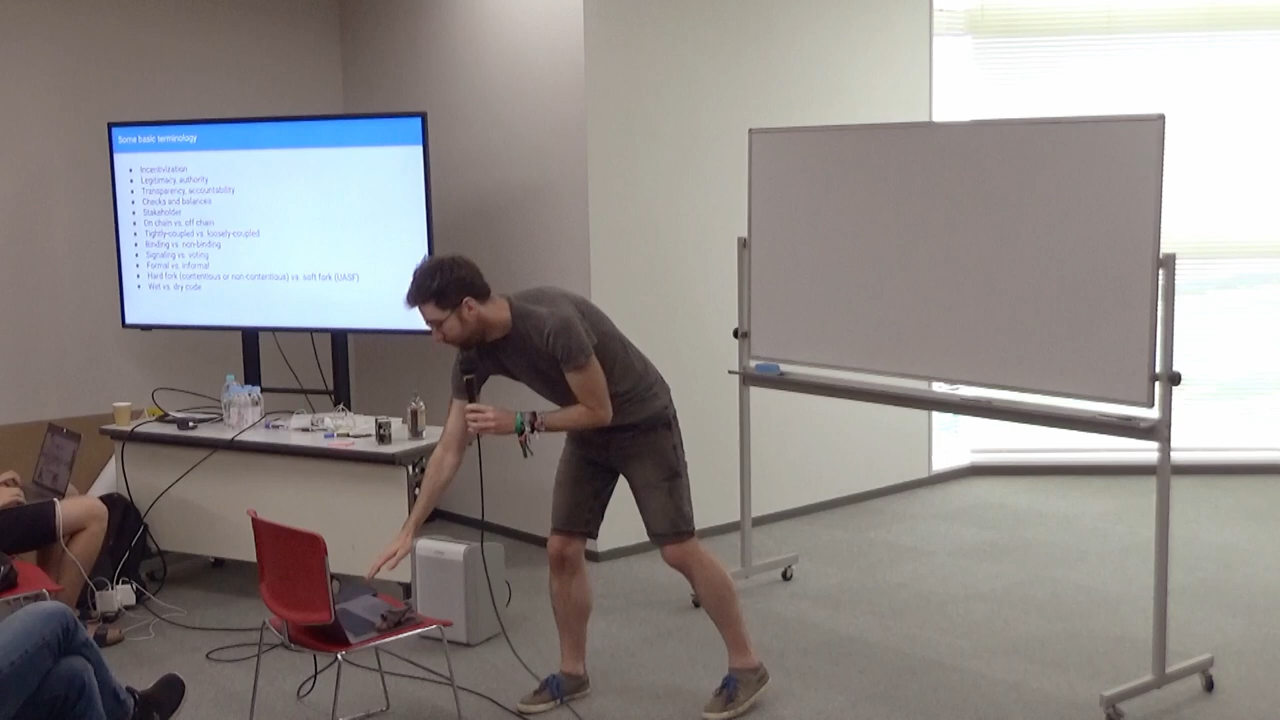 Some basic terminology
Incentivization
Legitimacy, authority
Transparency, accountability
Checks and balances
Stakeholder
On chain vs. off chain
Tightly-coupled vs. loosely-coupled
Binding vs. non-binding
Signaling vs. voting
Formal vs. informal
Hard fork (contentious or non-contentious) vs. soft fork (UASF)
Wet vs. dry code